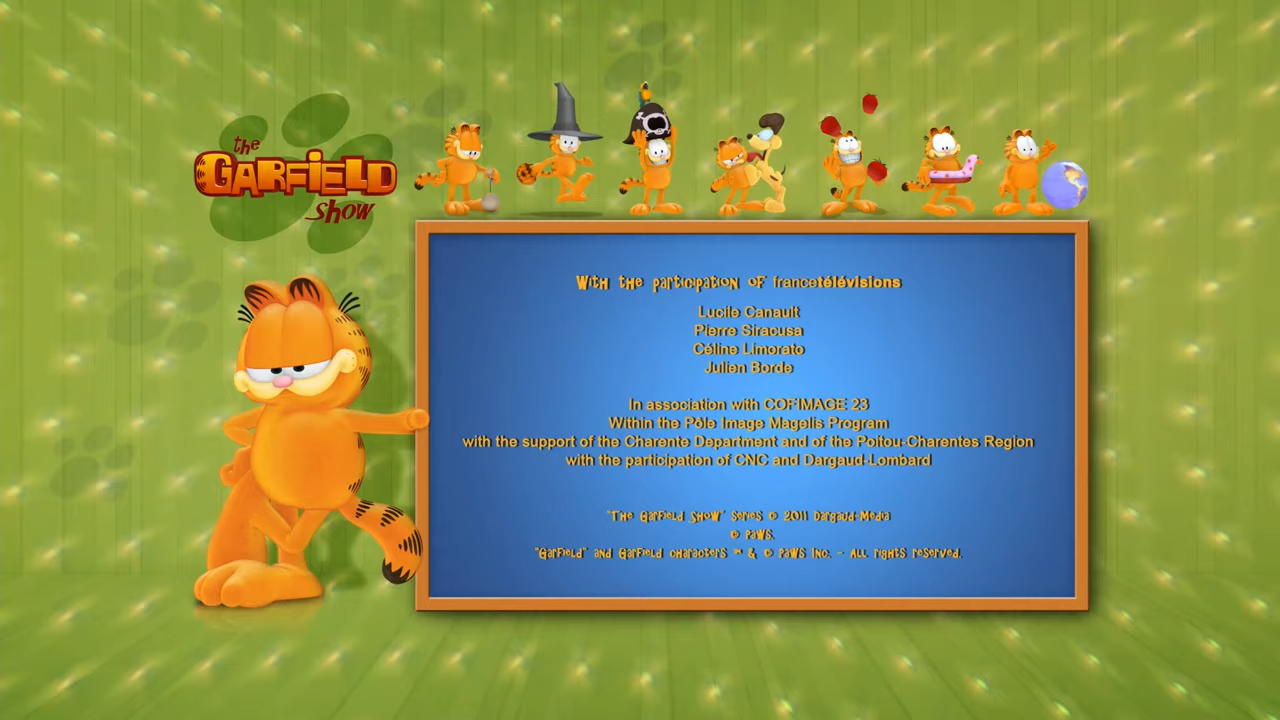 the
GARFiELD
show
With the participation of francetélévisions
Lucile Canault
Pierre Siracusa
Céline Limorato
Julien Borde
In association with COFIMAGE 23
Within the Pôle Image Magelis Program
with the support of the Charente Department and of the Poitou-Charentes Region
with the participation of CNC and Dargaud-Lombard
"The Garfield Show" Series © 2011 Dargaud-Media
© PAWS.
"Garfield" and Garfield characters ™ & © PAWS INC. - All rights reserved.